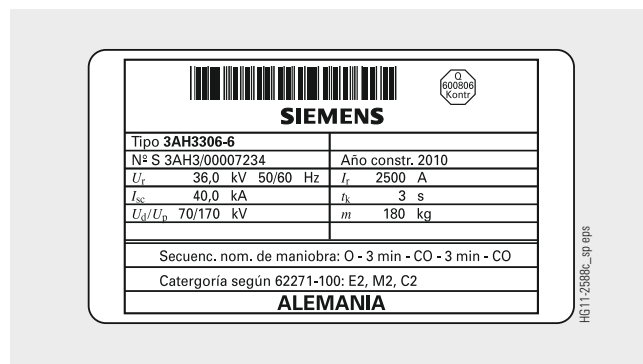 Q
600806
Kontr
SIEMENS
Tipo 3AH3306-6
Nº S 3AH3/00007234 Año constr. 2010
Ur 36,0 kV 50/60 Hz Ir 2500 A
Isc 40,0 kA tk 3 s
Ud/Up 70/170 kV m 180 kg
Secuenc. nom. de maniobra: O - 3 min - CO - 3 min - CO
Catergoría según 62271-100: E2, M2, C2
ALEMANIA
HG11-2588c_sp eps